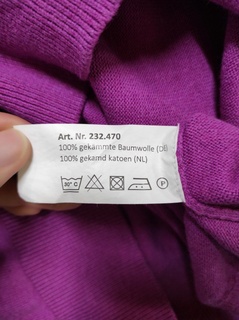 Art. Nr. 232.470
100% gekämmte Baumwolle (DE)
100% gekamd katoen (NL)
30°C
P